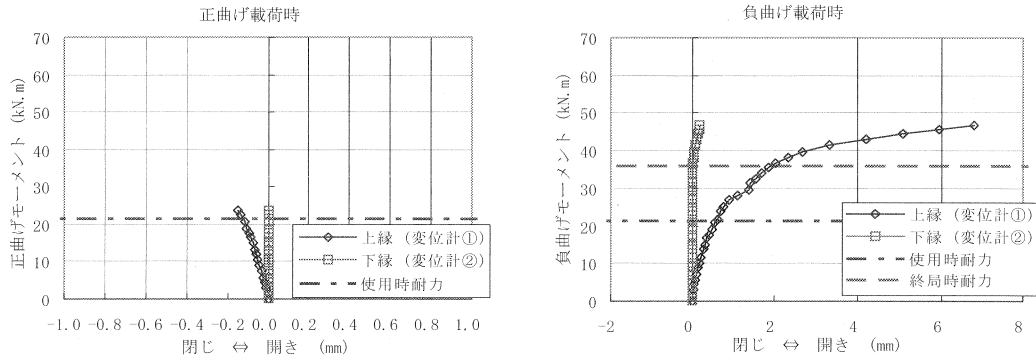 正曲げ載荷時
正曲げモーメント (kN.m)
70
60
50
40
30
20
10
0
-1.0 -0.8 -0.6 -0.4 -0.2 0.0 0.2 0.4 0.6 0.8 1.0
閉じ ⇔ 開き (mm)
上縁 (変位計①)
下縁 (変位計②)
使用時耐力
負曲げ載荷時
負曲げモーメント (kN.m)
70
60
50
40
30
20
10
0
-2 0 2 4 6 8
閉じ ⇔ 開き (mm)
上縁 (変位計①)
下縁 (変位計②)
使用時耐力
終局時耐力